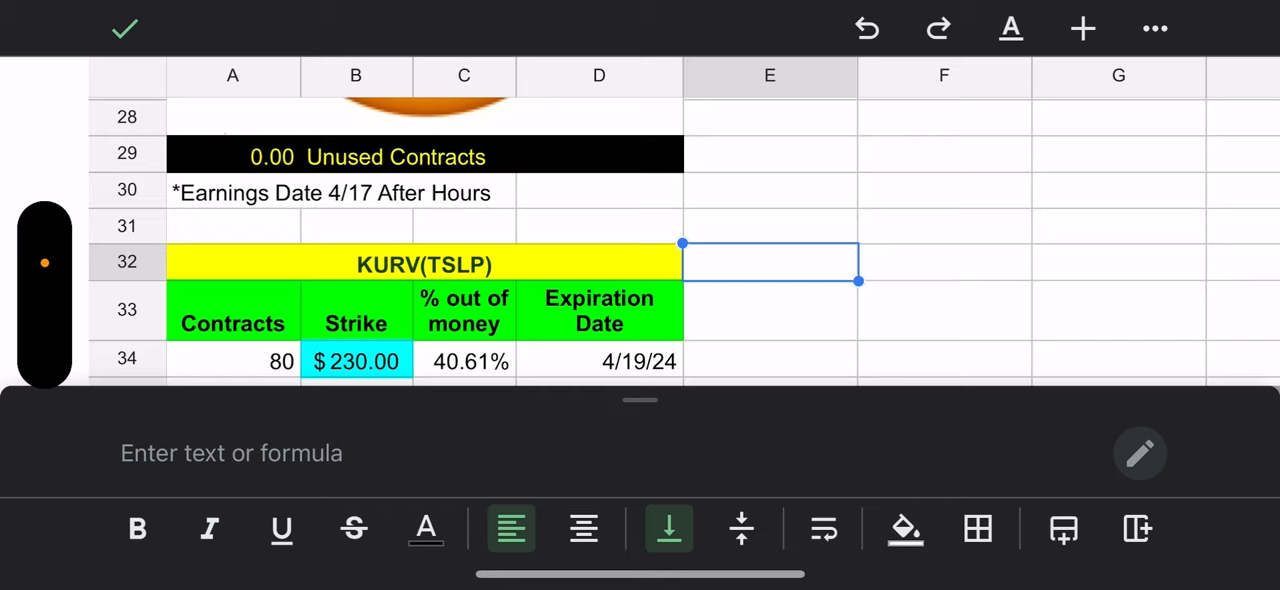 A
A B C D E F G
28
29 0.00 Unused Contracts
30 *Earnings Date 4/17 After Hours
31
32 KURV(TSLP)
33 Contracts Strike % out of money Expiration Date
34 80 $230.00 40.61% 4/19/24
Enter text or formula
B I U S A